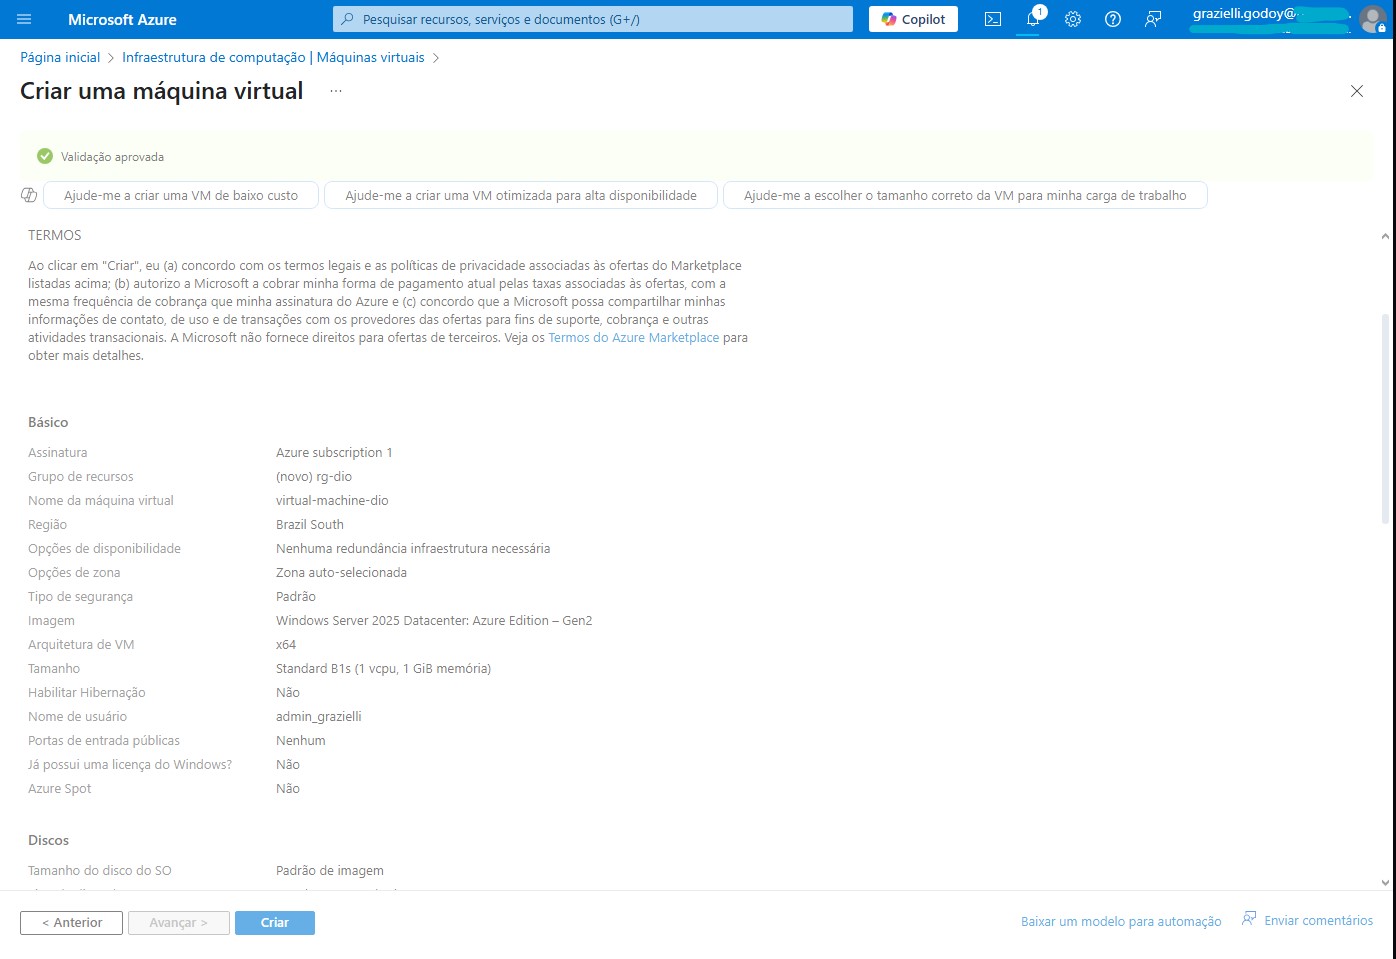 Microsoft Azure
Pesquisar recursos, serviços e documentos (G+/)
Copilot
1
grazielli.godoy@
Página inicial > Infraestrutura de computação | Máquinas virtuais >
Criar uma máquina virtual ...
Validação aprovada
Ajude-me a criar uma VM de baixo custo
Ajude-me a criar uma VM otimizada para alta disponibilidade
Ajude-me a escolher o tamanho correto da VM para minha carga de trabalho
TERMOS
Ao clicar em "Criar", eu (a) concordo com os termos legais e as políticas de privacidade associadas às ofertas do Marketplace
listadas acima; (b) autorizo a Microsoft a cobrar minha forma de pagamento atual pelas taxas associadas às ofertas, com a
mesma frequência de cobrança que minha assinatura do Azure e (c) concordo que a Microsoft possa compartilhar minhas
informações de contato, de uso e de transações com os provedores das ofertas para fins de suporte, cobrança e outras
atividades transacionais. A Microsoft não fornece direitos para ofertas de terceiros. Veja os Termos do Azure Marketplace para
obter mais detalhes.
Básico
Assinatura Azure subscription 1
Grupo de recursos (novo) rg-dio
Nome da máquina virtual virtual-machine-dio
Região Brazil South
Opções de disponibilidade Nenhuma redundância infraestrutura necessária
Opções de zona Zona auto-selecionada
Tipo de segurança Padrão
Imagem Windows Server 2025 Datacenter: Azure Edition – Gen2
Arquitetura de VM x64
Tamanho Standard B1s (1 vcpu, 1 GiB memória)
Habilitar Hibernação Não
Nome de usuário admin_grazielli
Portas de entrada públicas Nenhum
Já possui uma licença do Windows? Não
Azure Spot Não
Discos
Tamanho do disco do SO Padrão de imagem
< Anterior
Avançar >
Criar
Baixar um modelo para automação
Enviar comentários